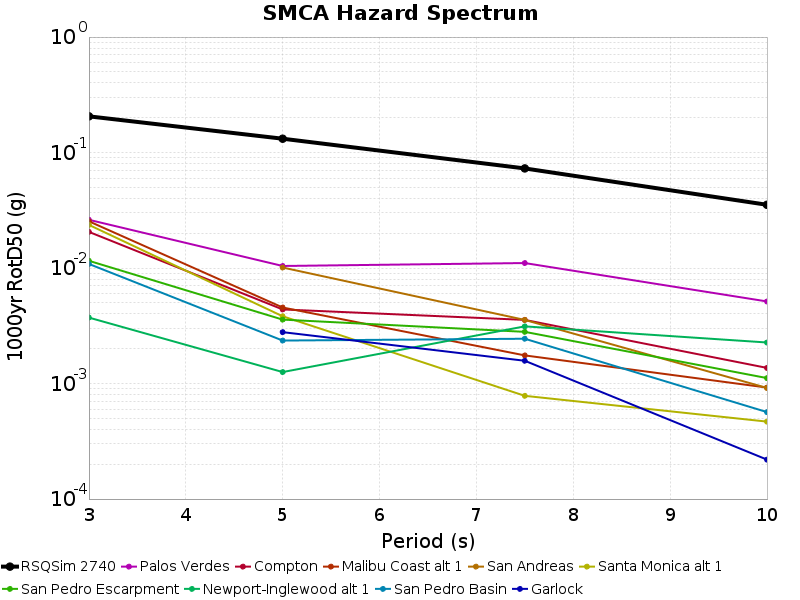 SMCA Hazard Spectrum
10^0
10^-1
10^-2
10^-3
10^-4
1000yr RotD50 (g)
3 4 5 6 7 8 9 10
Period (s)
RSQSim 2740 Palos Verdes Compton Malibu Coast alt 1 San Andreas Santa Monica alt 1
San Pedro Escarpment Newport-Inglewood alt 1 San Pedro Basin Garlock